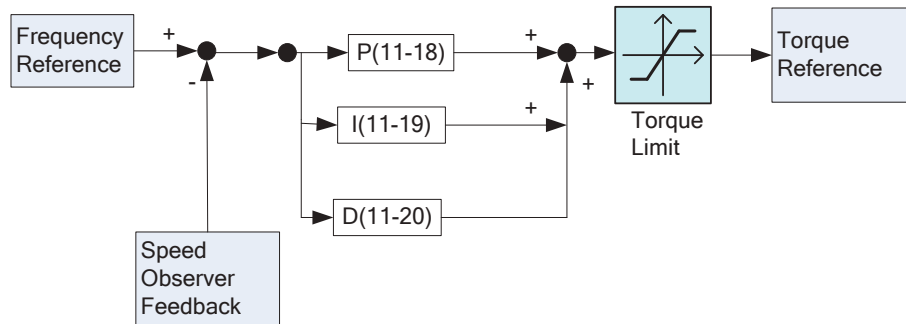 Frequency
Reference
+
-
P(11-18)
+
+
I(11-19)
+
D(11-20)
Torque
Limit
Torque
Reference
Speed
Observer
Feedback